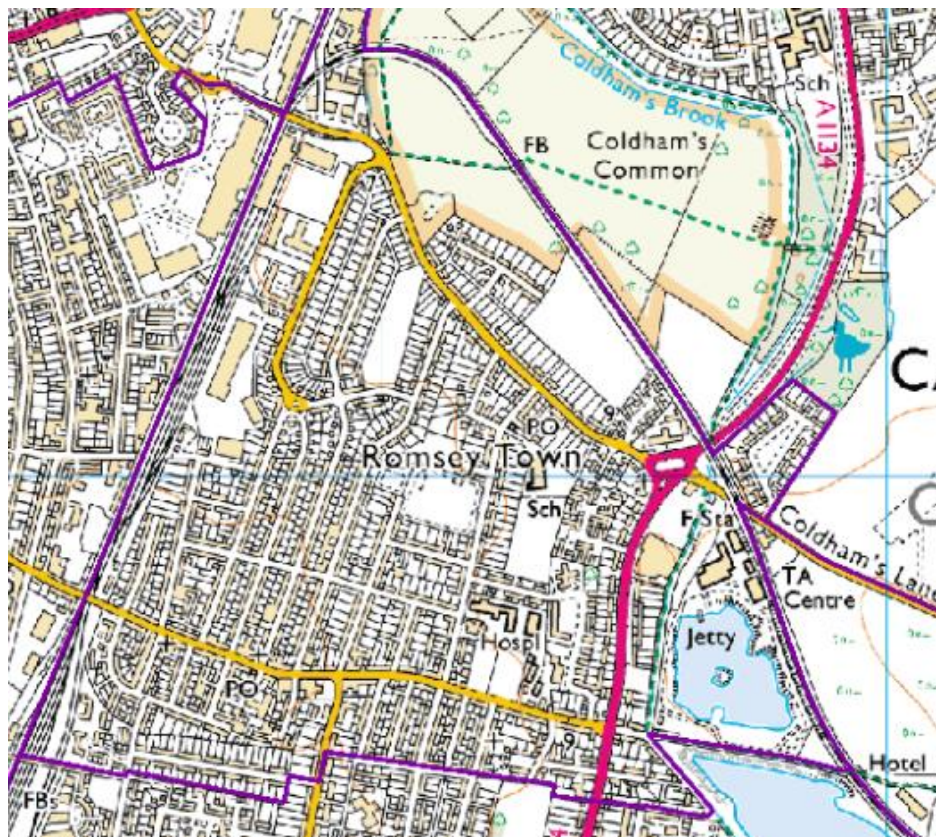 Coldham's Brook
Sch
A1134
FB
Coldham's
Common
9
PO
Romsey Town
Sch
F Sta
Coldham's Lane
TA
Centre
Hospl
Jetty
PO
9
Hotel
FBs